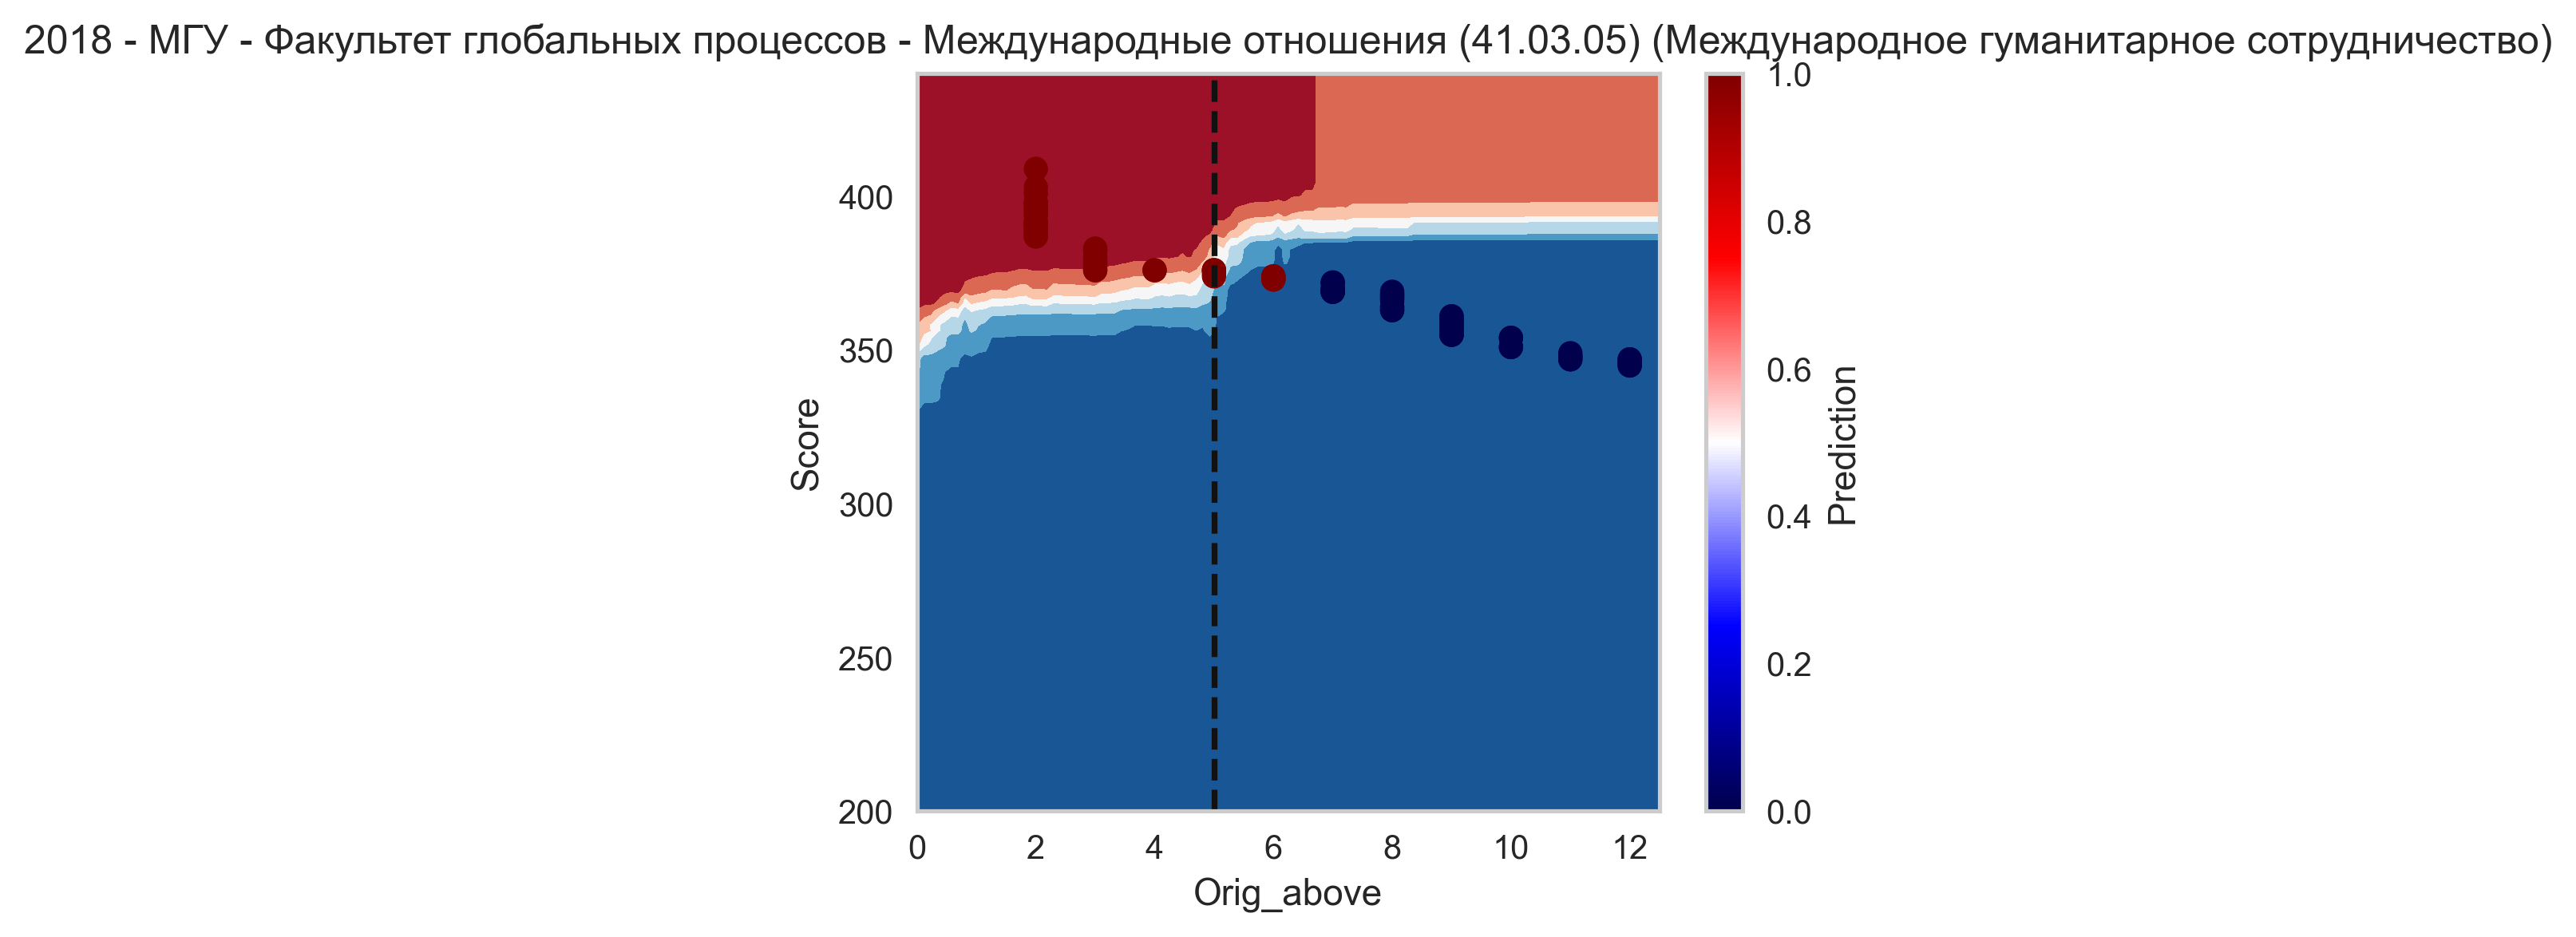 2018 - МГУ - Факультет глобальных процессов - Международные отношения (41.03.05) (Международное гуманитарное сотрудничество)
Score
400
350
300
250
200
0 2 4 6 8 10 12
Orig_above
1.0
0.8
0.6
0.4
0.2
0.0
Prediction